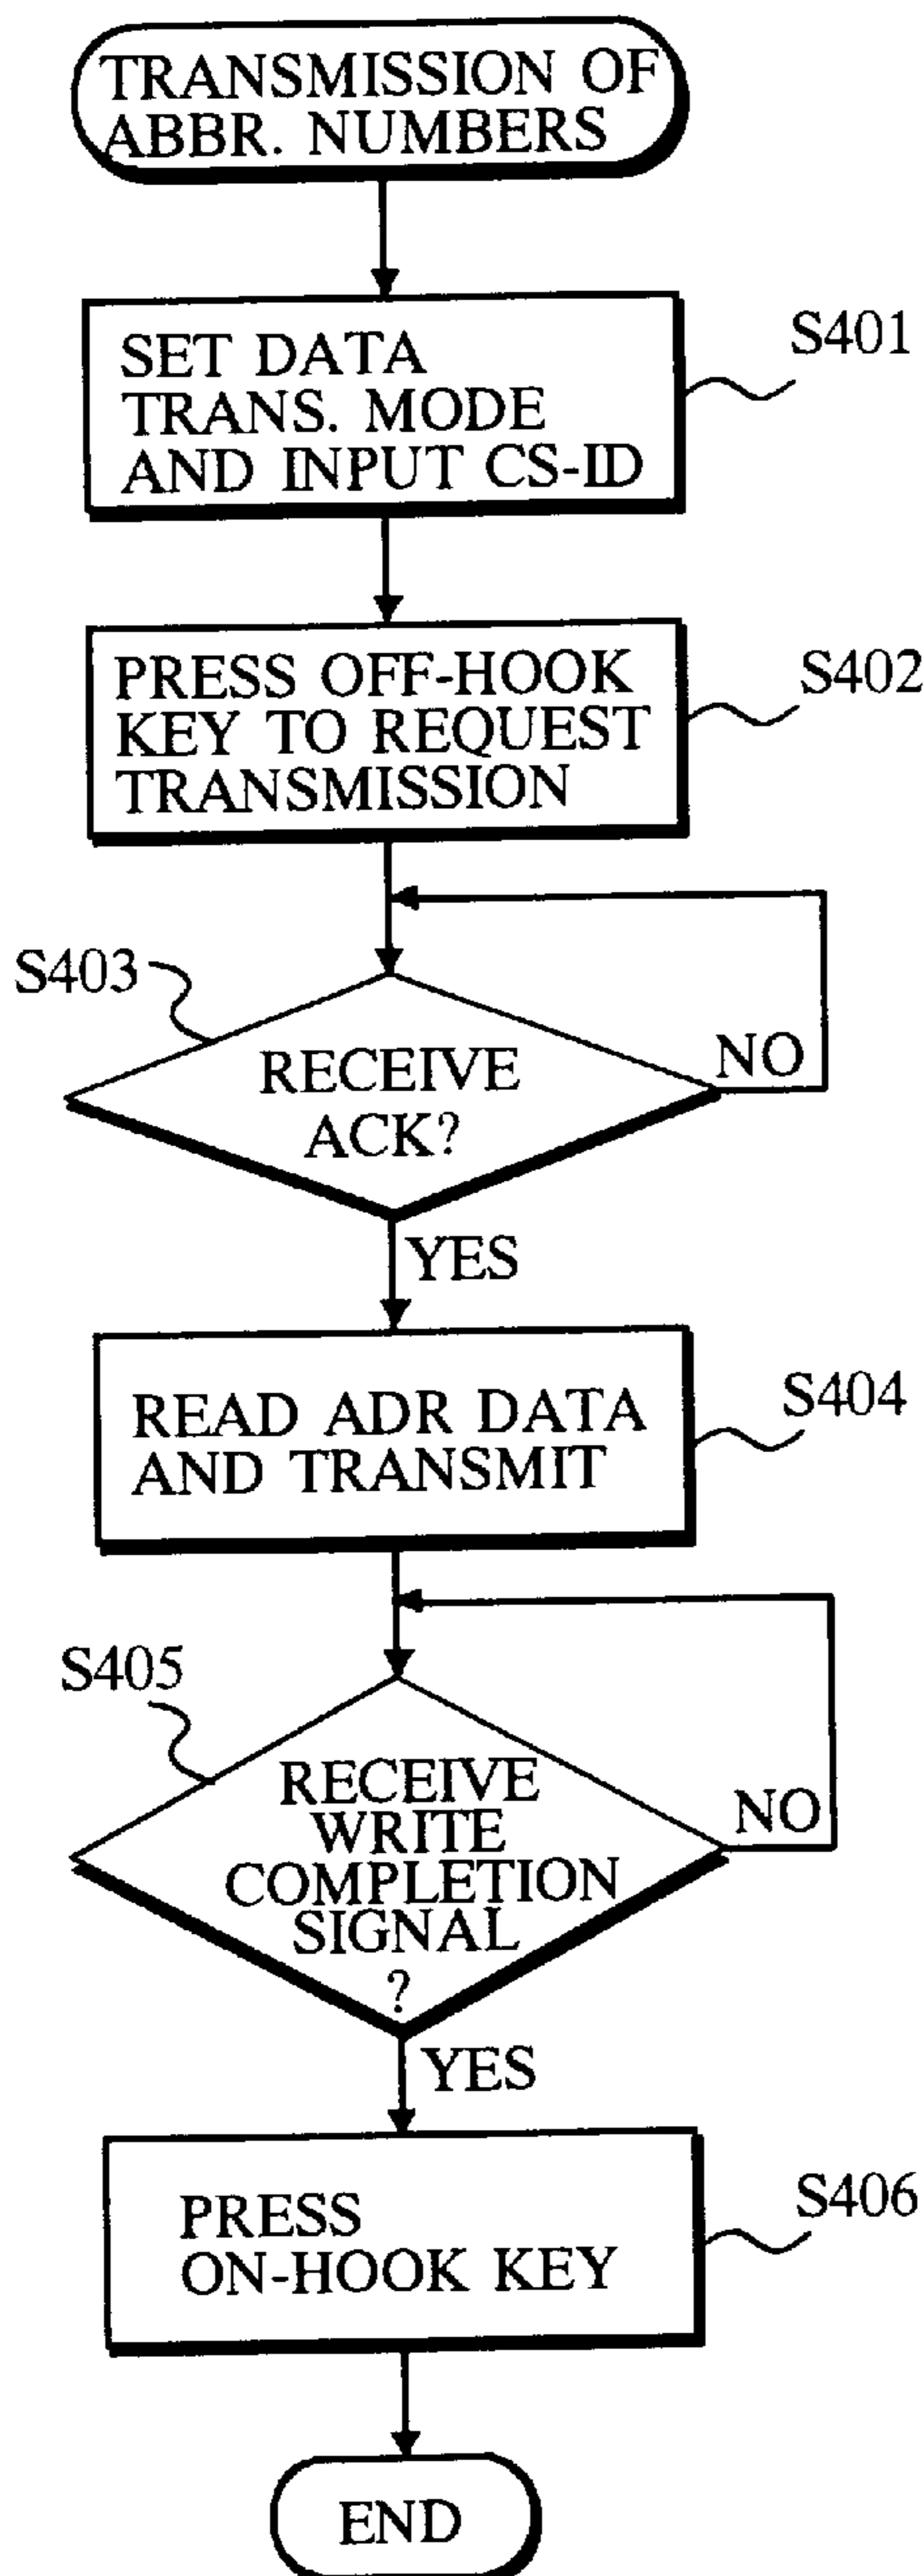 TRANSMISSION OF
ABBR. NUMBERS
SET DATA
TRANS. MODE
AND INPUT CS-ID
S401
PRESS OFF-HOOK
KEY TO REQUEST
TRANSMISSION
S402
S403
RECEIVE
ACK?
NO
YES
READ ADR DATA
AND TRANSMIT
S404
S405
RECEIVE
WRITE
COMPLETION
SIGNAL
?
NO
YES
PRESS
ON-HOOK KEY
S406
END